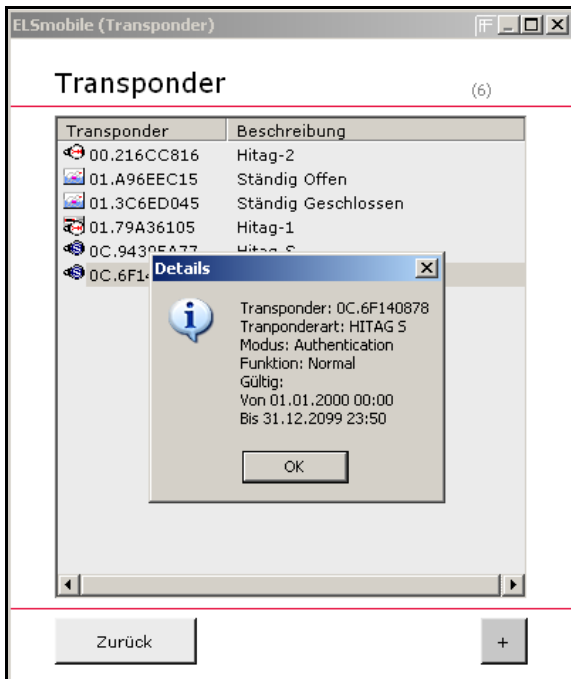 ELSmobile (Transponder)
Transponder
(6)
Transponder Beschreibung
00.216CC816 Hitag-2
01.A96EEC15 Ständig Offen
01.3C6ED045 Ständig Geschlossen
01.79A36105 Hitag-1
Details
Transponder: 0C.6F140878
Tranponderart: HITAG S
Modus: Authentication
Funktion: Normal
Gültig:
Von 01.01.2000 00:00
Bis 31.12.2099 23:50
OK
Zurück
+